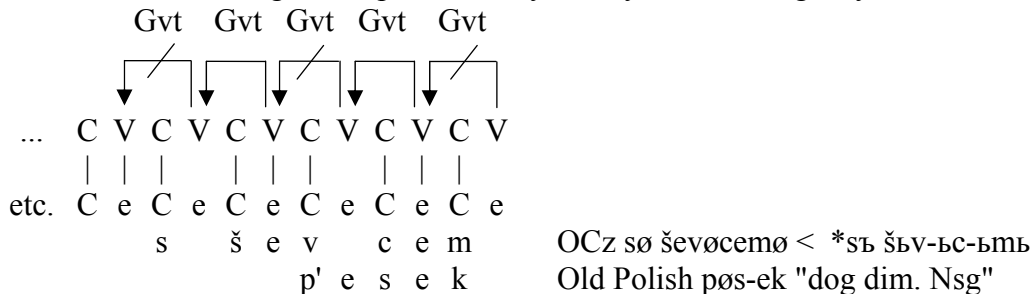 Gvt Gvt Gvt Gvt Gvt
... C V C V C V C V C V C V
etc. C e C e C e C e C e C e
s š e v c e m OCz sø ševøcemø < *sъ šьv-ьc-ьmь
p' e s e k Old Polish pøs-ek "dog dim. Nsg"